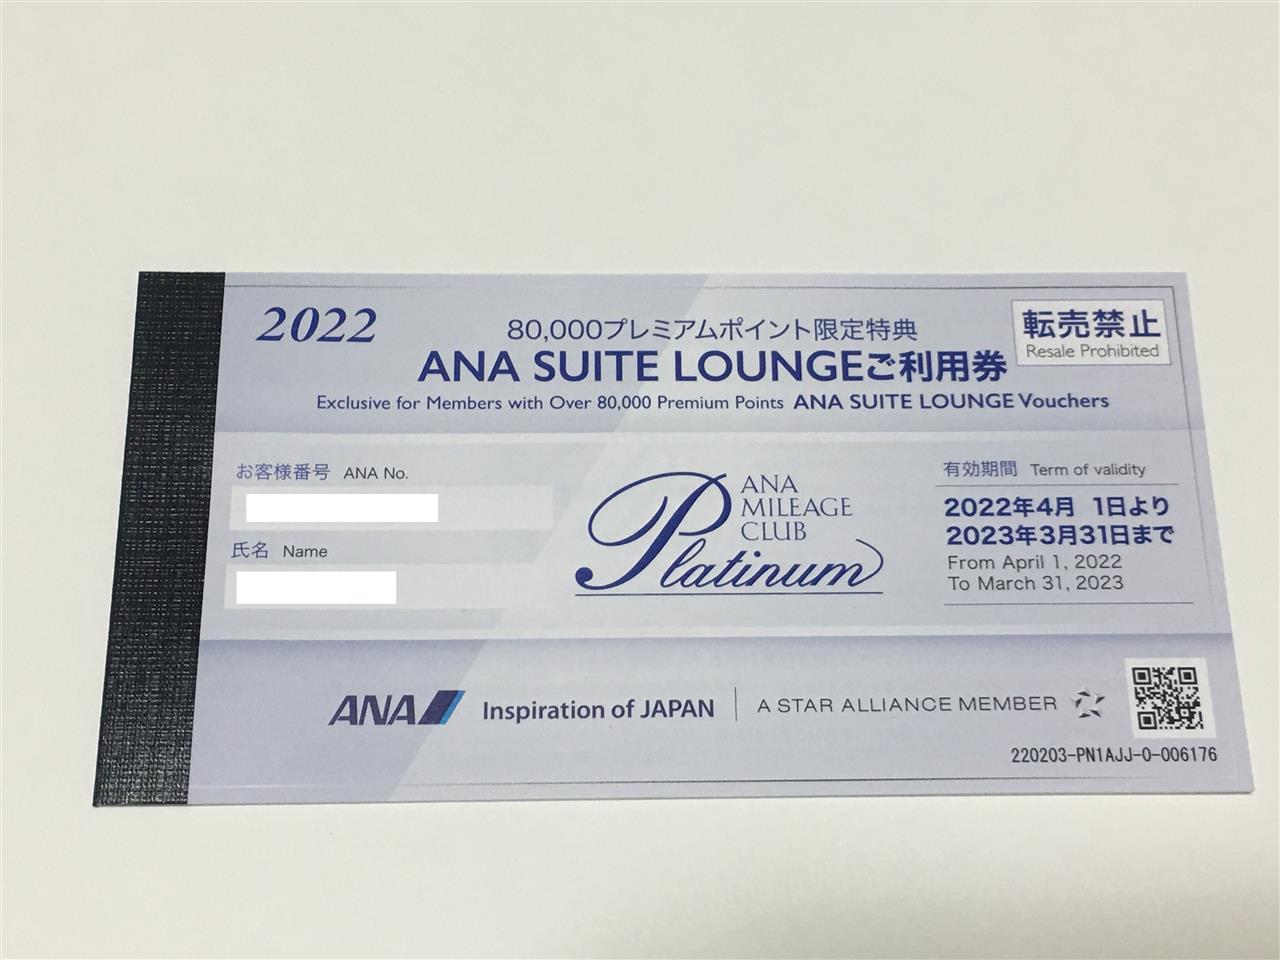 2022
80,000プレミアムポイント限定特典
ANA SUITE LOUNGEご利用券
Exclusive for Members with Over 80,000 Premium Points ANA SUITE LOUNGE Vouchers
転売禁止
Resale Prohibited
お客様番号 ANA No.
氏名 Name
ANA
MILEAGE
CLUB
Platinum
有効期間 Term of validity
2022年4月 1日より
2023年3月31日まで
From April 1, 2022
To March 31, 2023
ANA Inspiration of JAPAN A STAR ALLIANCE MEMBER
220203-PN1AJJ-0-006176